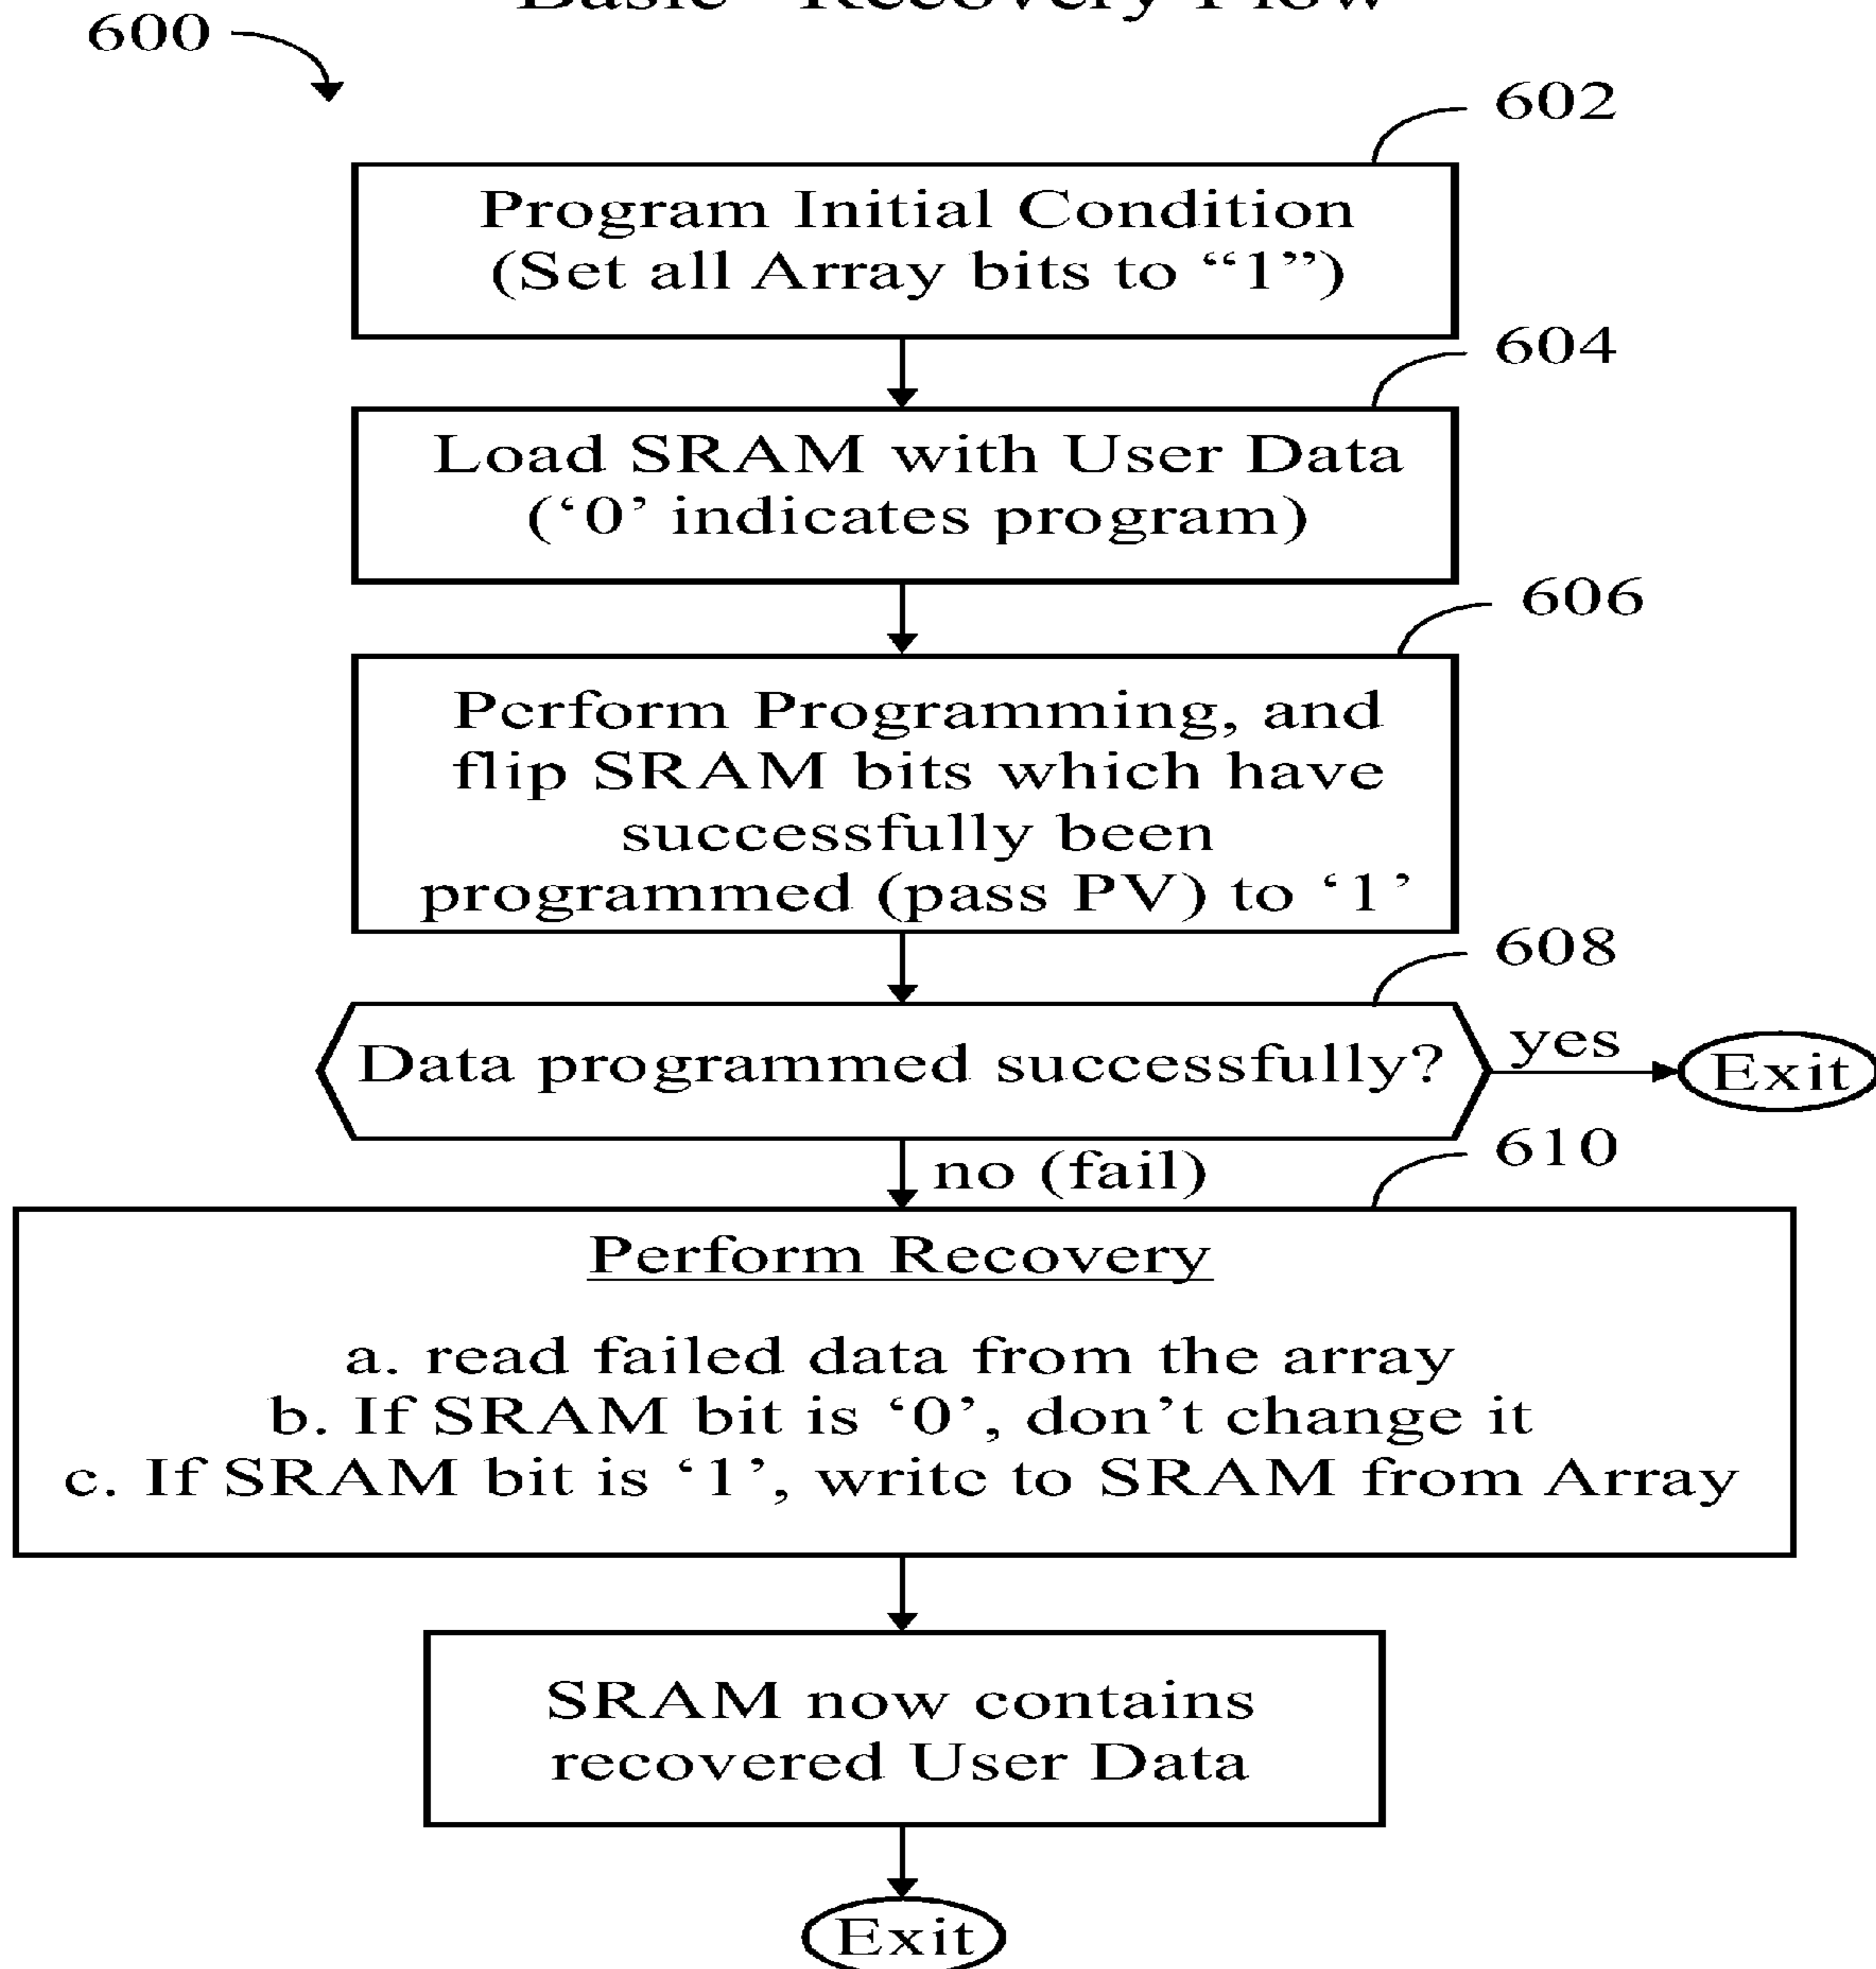 Basic Recovery Flow
600
602
Program Initial Condition
(Set all Array bits to “1”)
604
Load SRAM with User Data
(‘0’ indicates program)
606
Perform Programming, and
flip SRAM bits which have
successfully been
programmed (pass PV) to ‘1’
608
Data programmed successfully?
yes
Exit
no (fail)
610
Perform Recovery
a. read failed data from the array
b. If SRAM bit is ‘0’, don’t change it
c. If SRAM bit is ‘1’, write to SRAM from Array
SRAM now contains
recovered User Data
Exit